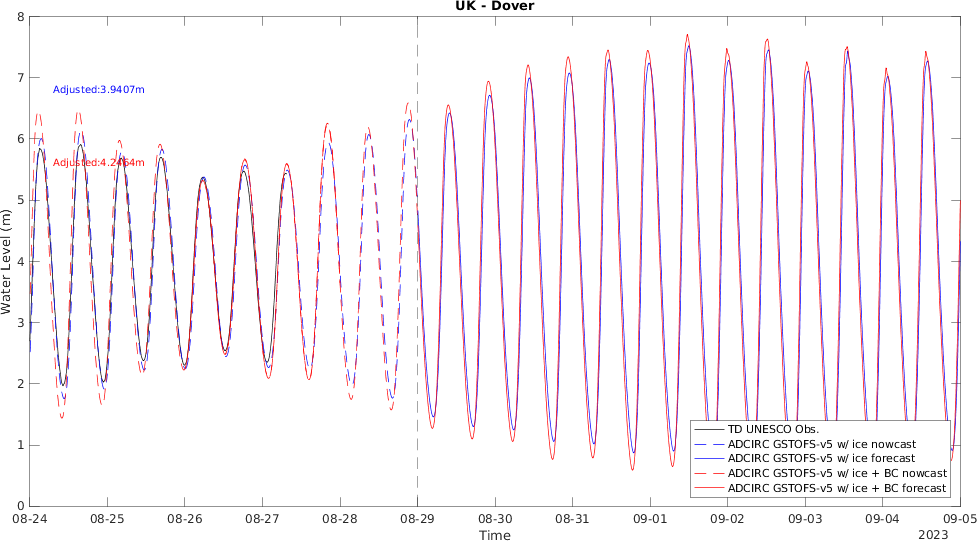 UK - Dover
8
7
6
5
4
3
2
1
0
Water Level (m)
Adjusted:3.9407m
Adjusted:4.2464m
TD UNESCO Obs.
ADCIRC GSTOFS-v5 w/ ice nowcast
ADCIRC GSTOFS-v5 w/ ice forecast
ADCIRC GSTOFS-v5 w/ ice + BC nowcast
ADCIRC GSTOFS-v5 w/ ice + BC forecast
08-24 08-25 08-26 08-27 08-28 08-29 08-30 08-31 09-01 09-02 09-03 09-04 09-05
Time
2023